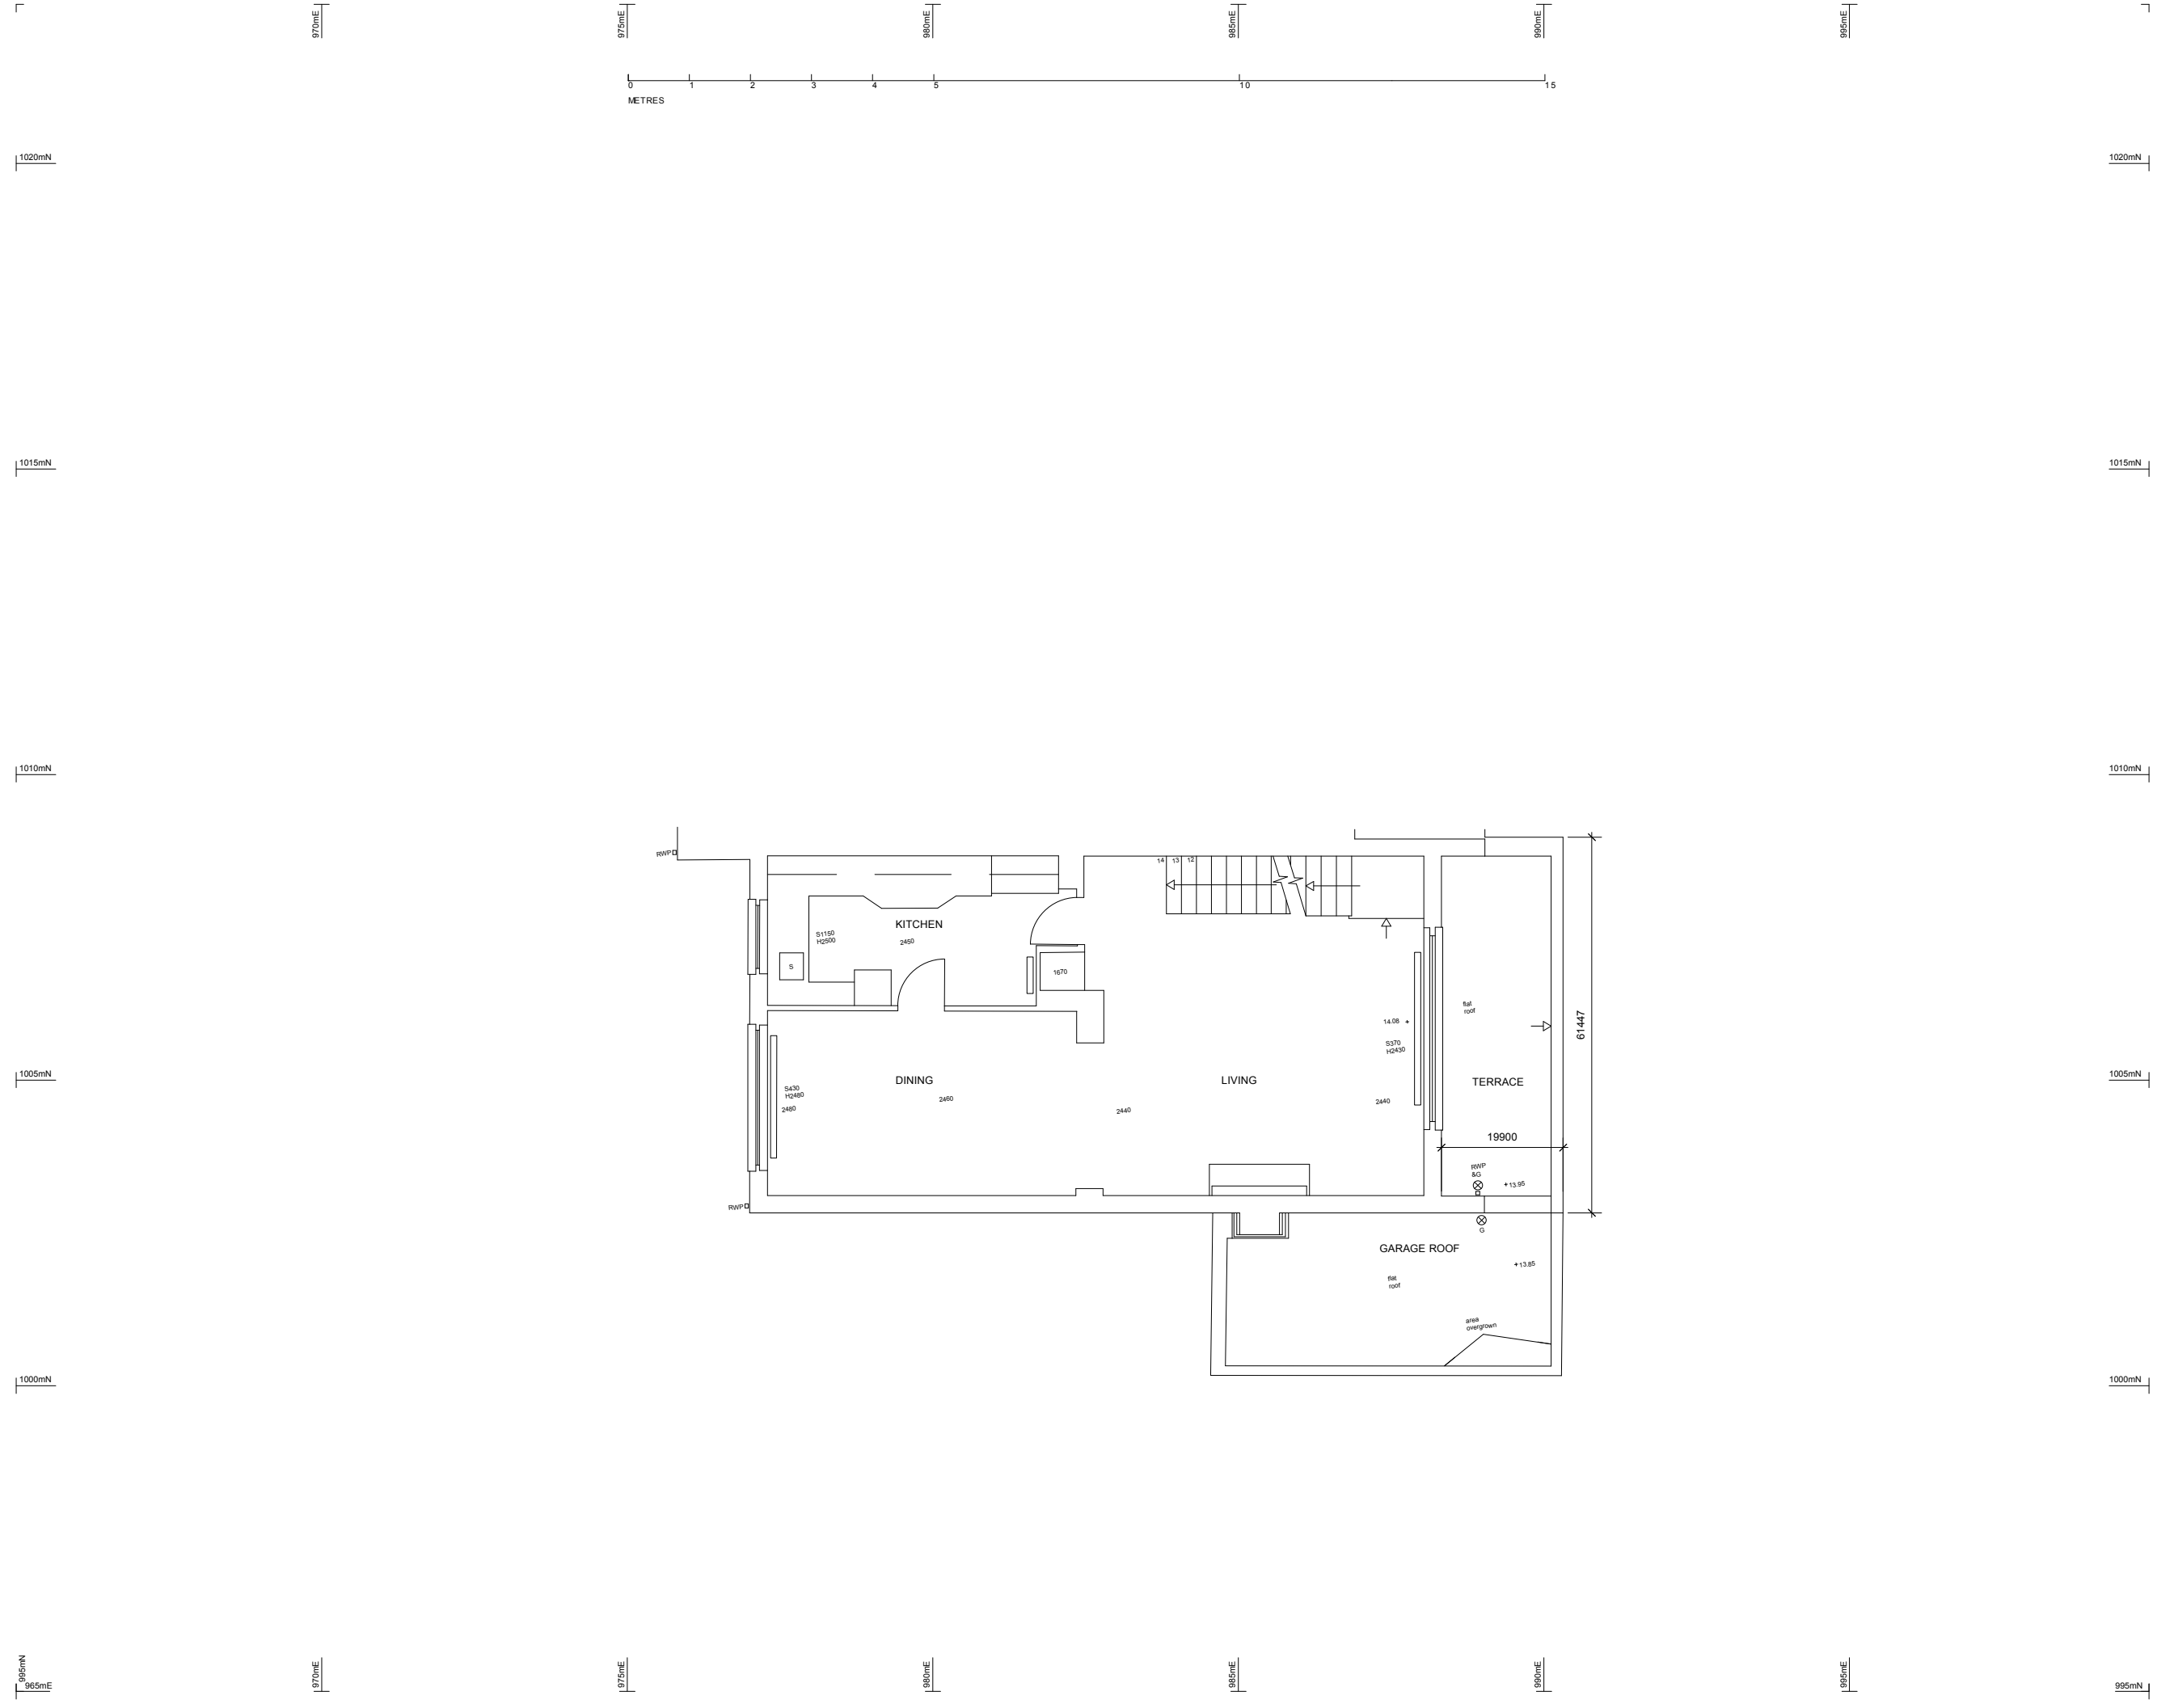 970mE
975mE
980mE
985mE
990mE
995mE
0 1 2 3 4 5 10 15
METRES
1020mN
1020mN
1015mN
1015mN
1010mN
1010mN
RWP
14 13 12
KITCHEN
S1150
H2500
2450
S
1670
flat
roof
14.08
S370
H2430
61447
1005mN
DINING
LIVING
TERRACE
1005mN
S430
H2480
2480
2460
2440
2440
19900
RWP
&G
13.95
RWP
G
GARAGE ROOF
13.85
flat
roof
area
overgrown
1000mN
1000mN
995mN
965mE
970mE
975mE
980mE
985mE
990mE
995mE
995mN